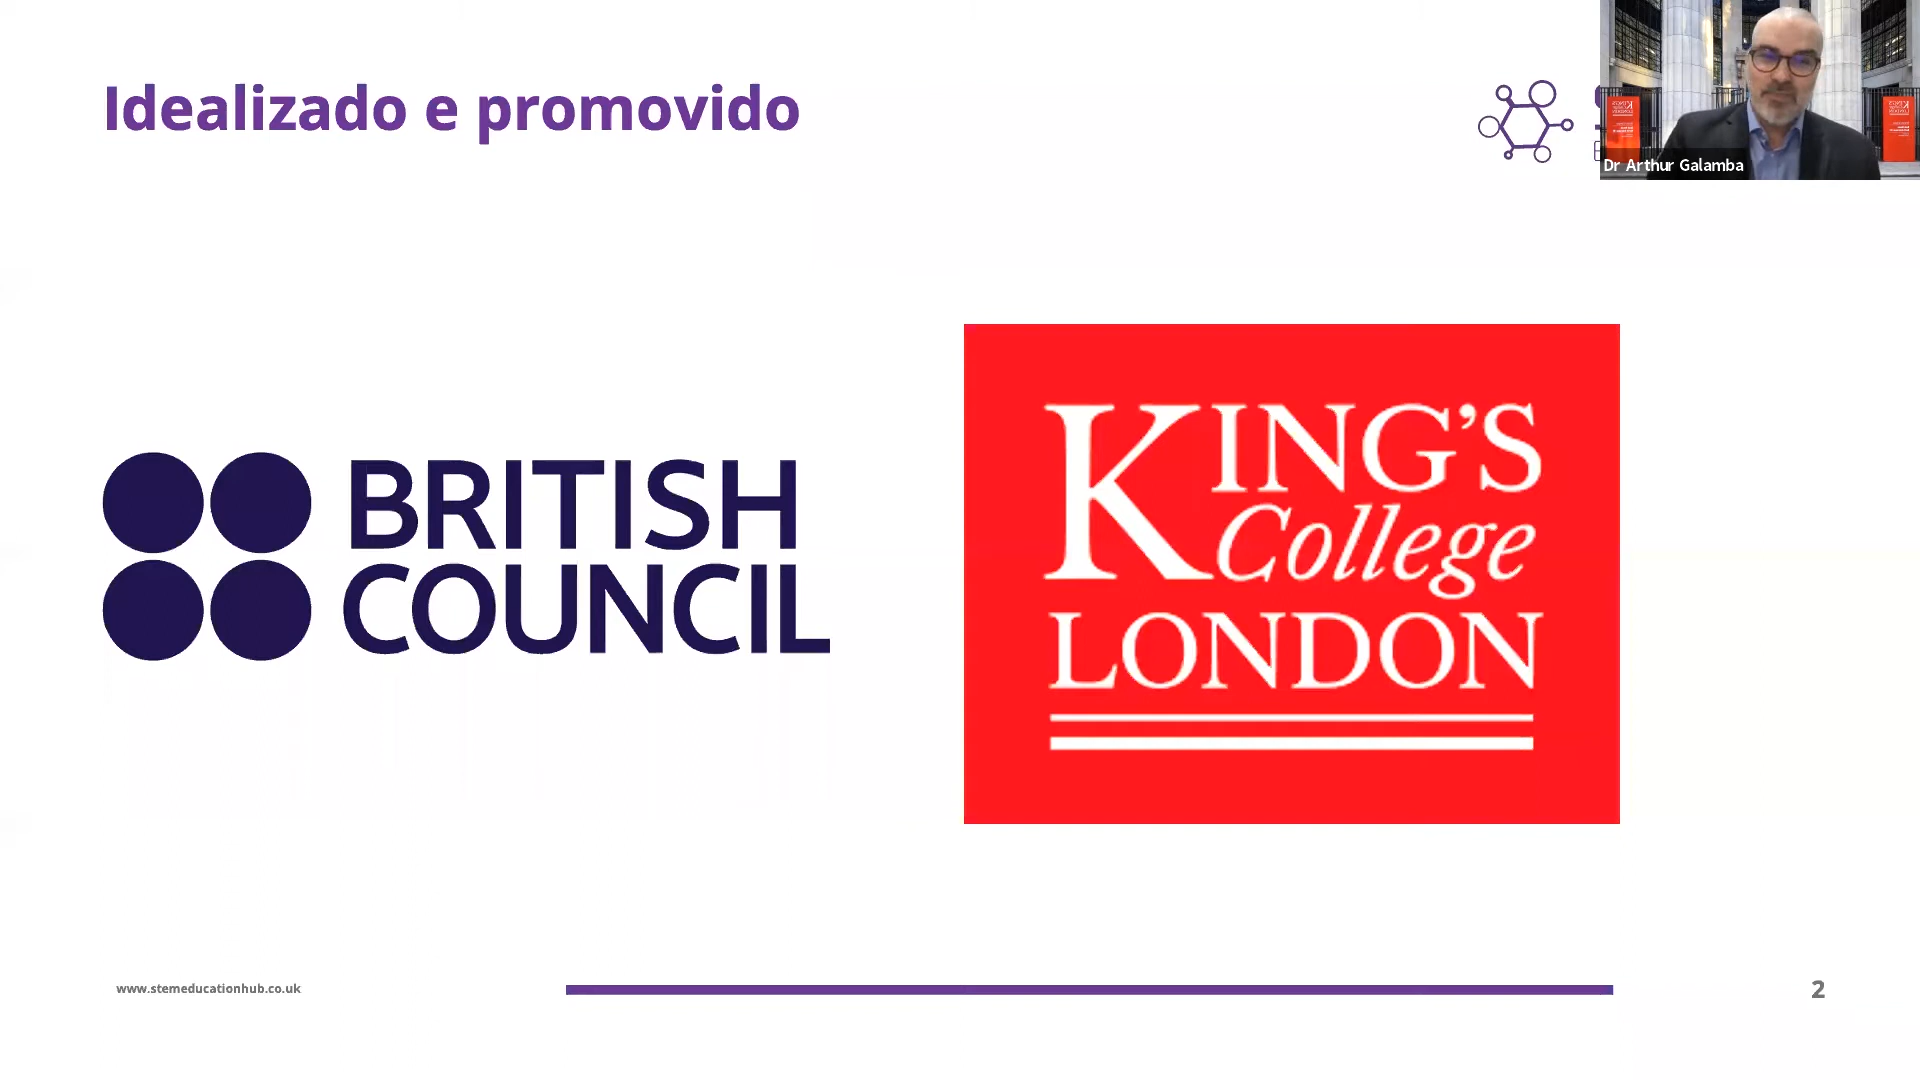 Idealizado e promovido
Dr Arthur Galamba
BRITISH
COUNCIL
KING'S
College
LONDON
www.stemeducationhub.co.uk
2